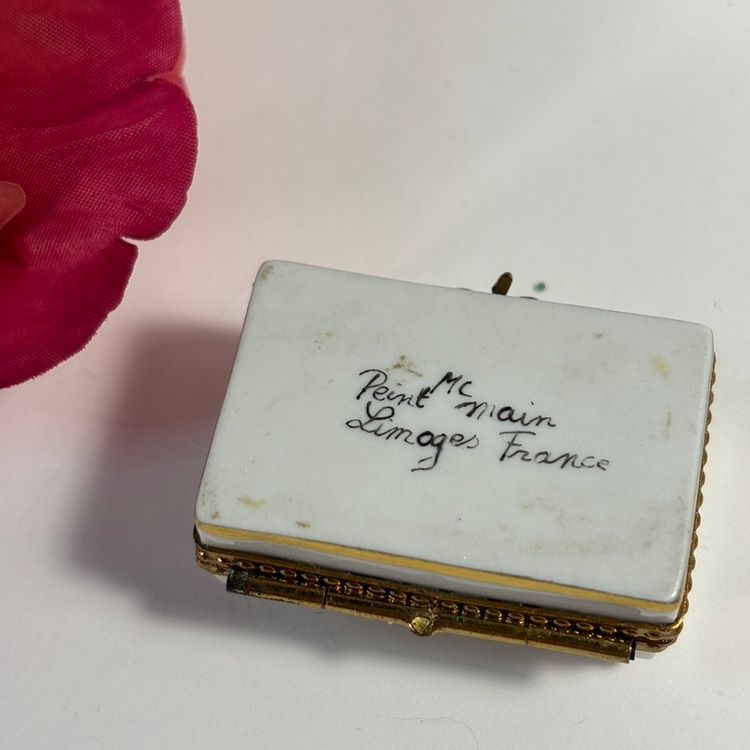 Mc
Peint main
Limoges France